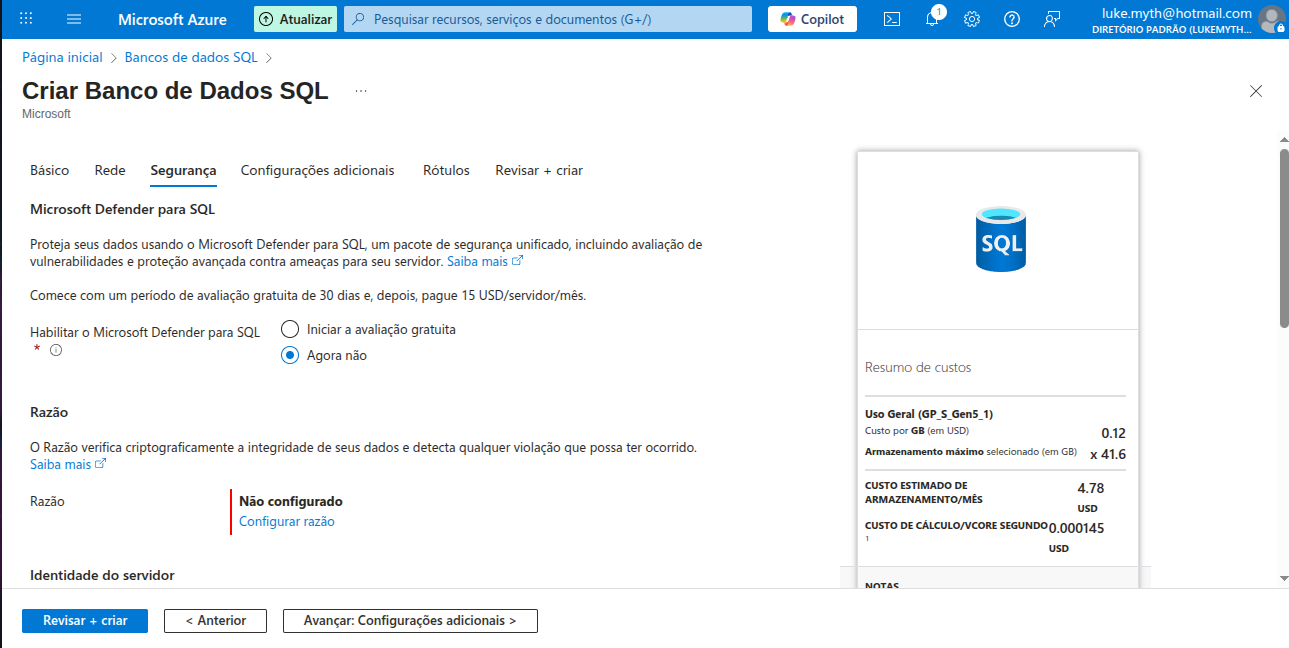 Microsoft Azure
Atualizar
Pesquisar recursos, serviços e documentos (G+/)
Copilot
1
luke.myth@hotmail.com
DIRETÓRIO PADRÃO (LUKEMYTH...
Página inicial > Bancos de dados SQL >
Criar Banco de Dados SQL ...
Microsoft
Básico
Rede
Segurança
Configurações adicionais
Rótulos
Revisar + criar
Microsoft Defender para SQL
Proteja seus dados usando o Microsoft Defender para SQL, um pacote de segurança unificado, incluindo avaliação de
vulnerabilidades e proteção avançada contra ameaças para seu servidor. Saiba mais
Comece com um período de avaliação gratuita de 30 dias e, depois, pague 15 USD/servidor/mês.
Habilitar o Microsoft Defender para SQL
*
Iniciar a avaliação gratuita
Agora não
Razão
O Razão verifica criptograficamente a integridade de seus dados e detecta qualquer violação que possa ter ocorrido.
Saiba mais
Razão
Não configurado
Configurar razão
Identidade do servidor
SQL
Resumo de custos
Uso Geral (GP_S_Gen5_1)
Custo por GB (em USD)
0.12
Armazenamento máximo selecionado (em GB)
x 41.6
CUSTO ESTIMADO DE
ARMAZENAMENTO/MÊS
4.78
USD
CUSTO DE CÁLCULO/VCORE SEGUNDO
1
0.000145
USD
NOTAS
Revisar + criar
< Anterior
Avançar: Configurações adicionais >